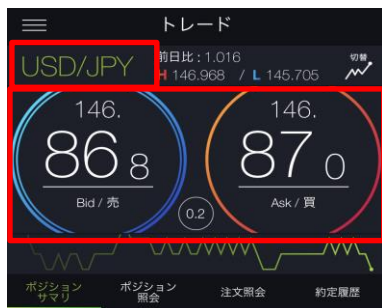 トレード
USD/JPY
前日比:1.016
H 146.968 / L 145.705
切替
146.
86 8
Bid / 売
0.2
146.
87 0
Ask / 買
ポジション
サマリ
ポジション
照会
注文照会
約定履歴